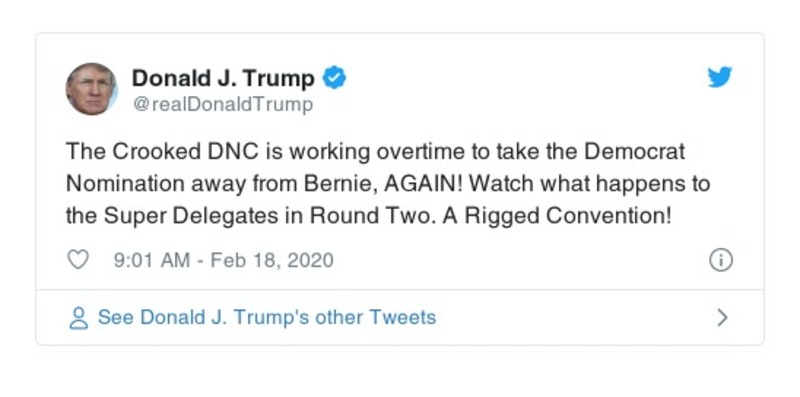 Donald J. Trump
@realDonaldTrump
The Crooked DNC is working overtime to take the Democrat
Nomination away from Bernie, AGAIN! Watch what happens to
the Super Delegates in Round Two. A Rigged Convention!
9:01 AM - Feb 18, 2020
See Donald J. Trump's other Tweets